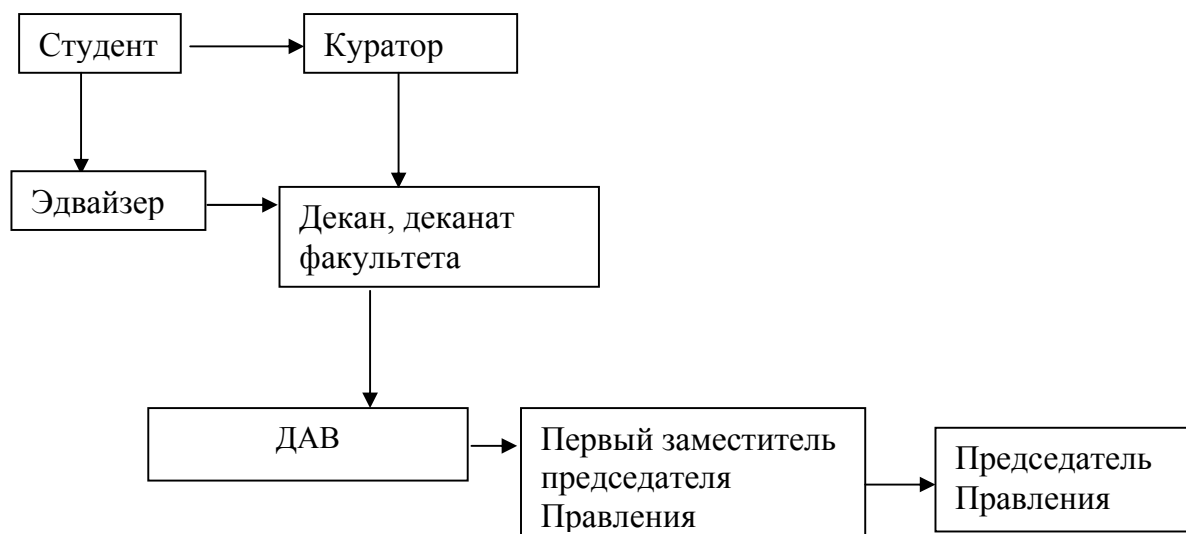 Студент
Куратор
Эдвайзер
Декан, деканат
факультета
ДАВ
Первый заместитель
председателя
Правления
Председатель
Правления